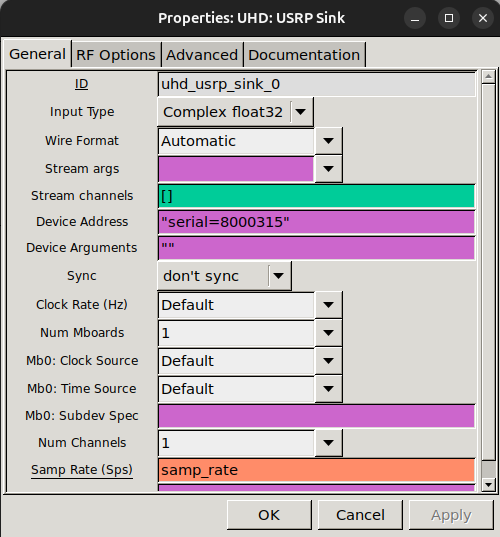 Properties: UHD: USRP Sink
General RF Options Advanced Documentation
ID uhd_usrp_sink_0
Input Type Complex float32
Wire Format Automatic
Stream args
Stream channels []
Device Address "serial=8000315"
Device Arguments ""
Sync don't sync
Clock Rate (Hz) Default
Num Mboards 1
Mb0: Clock Source Default
Mb0: Time Source Default
Mb0: Subdev Spec
Num Channels 1
Samp Rate (Sps) samp_rate
OK Cancel Apply